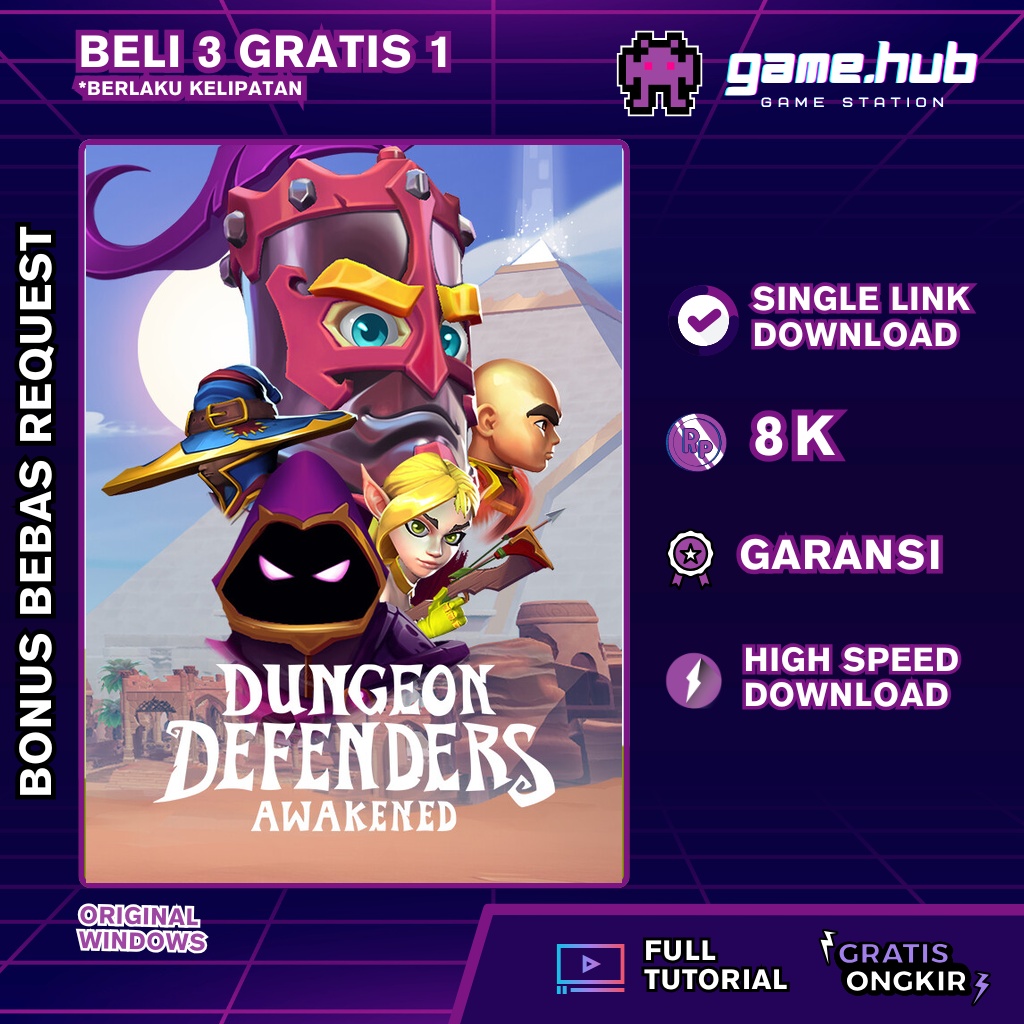 BELI 3 GRATIS 1
*BERLAKU KELIPATAN
game.hub
GAME STATION
BONUS BEBAS REQUEST
DUNGEON
DEFENDERS
AWAKENED
SINGLE LINK
DOWNLOAD
RP
8K
GARANSI
HIGH SPEED
DOWNLOAD
ORIGINAL
WINDOWS
FULL
TUTORIAL
GRATIS
ONGKIR